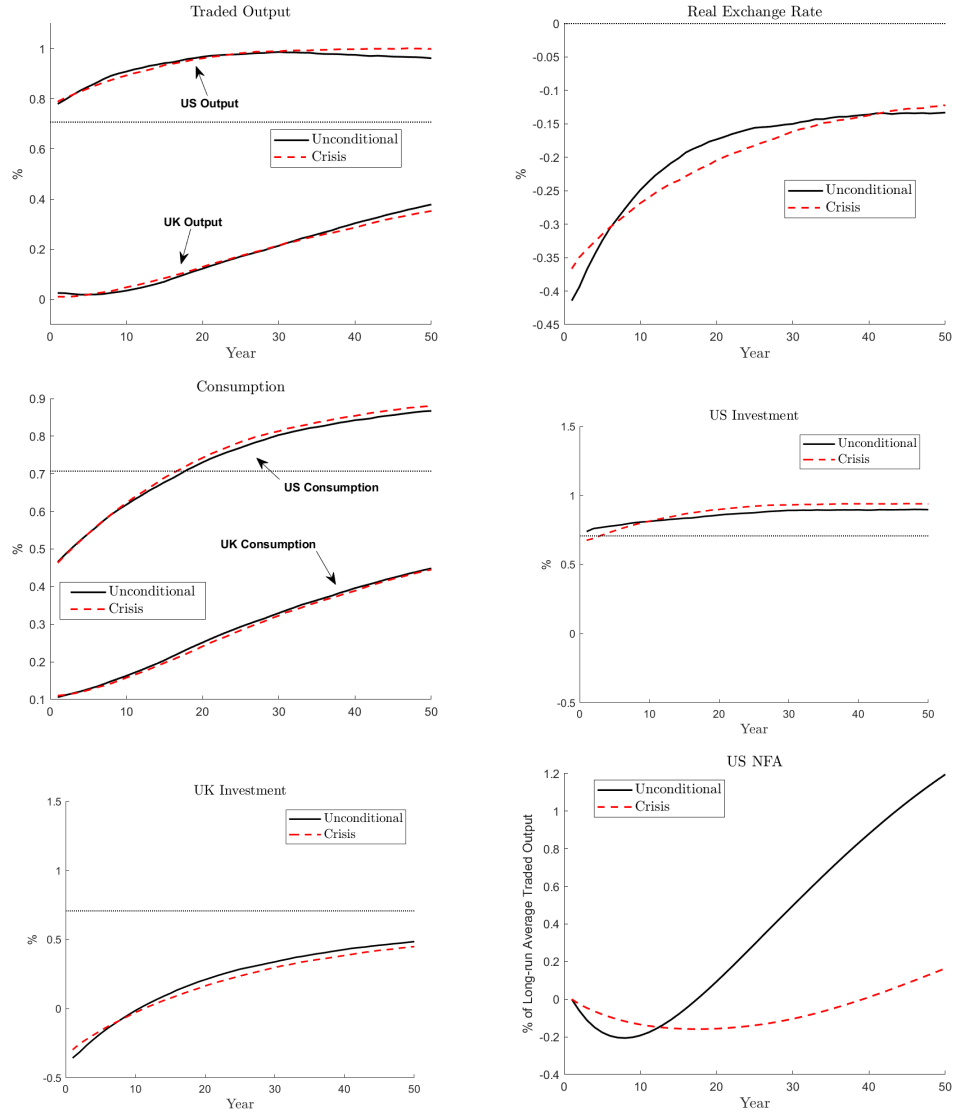 Traded Output
1
0.8
0.6
0.4
0.2
0
%
US Output
Unconditional
Crisis
UK Output
0 10 20 30 40 50
Year
Real Exchange Rate
0
-0.05
-0.1
-0.15
-0.2
-0.25
-0.3
-0.35
-0.4
-0.45
%
Unconditional
Crisis
0 10 20 30 40 50
Year
Consumption
0.9
0.8
0.7
0.6
0.5
0.4
0.3
0.2
0.1
%
US Consumption
UK Consumption
Unconditional
Crisis
0 10 20 30 40 50
Year
US Investment
1.5
1
0.5
0
-0.5
%
Unconditional
Crisis
0 10 20 30 40 50
Year
UK Investment
1.5
1
0.5
0
-0.5
%
Unconditional
Crisis
0 10 20 30 40 50
Year
US NFA
1.2
1
0.8
0.6
0.4
0.2
0
-0.2
-0.4
% of Long-run Average Traded Output
Unconditional
Crisis
0 10 20 30 40 50
Year